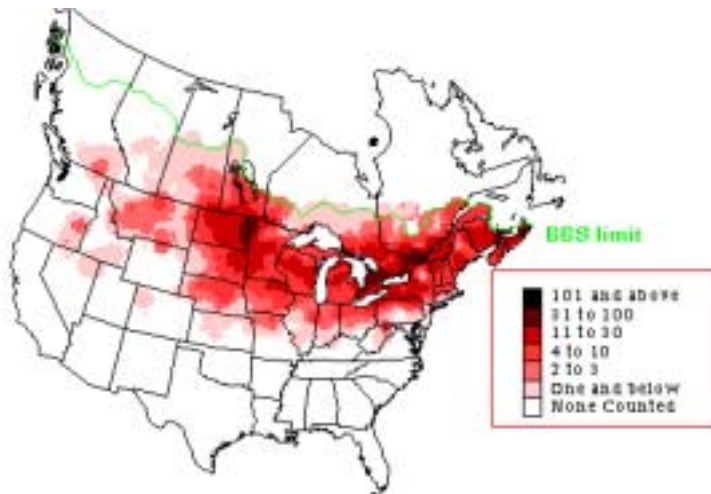 BBS limit
101 and above
31 to 100
11 to 30
4 to 10
2 to 3
One and below
None Counted